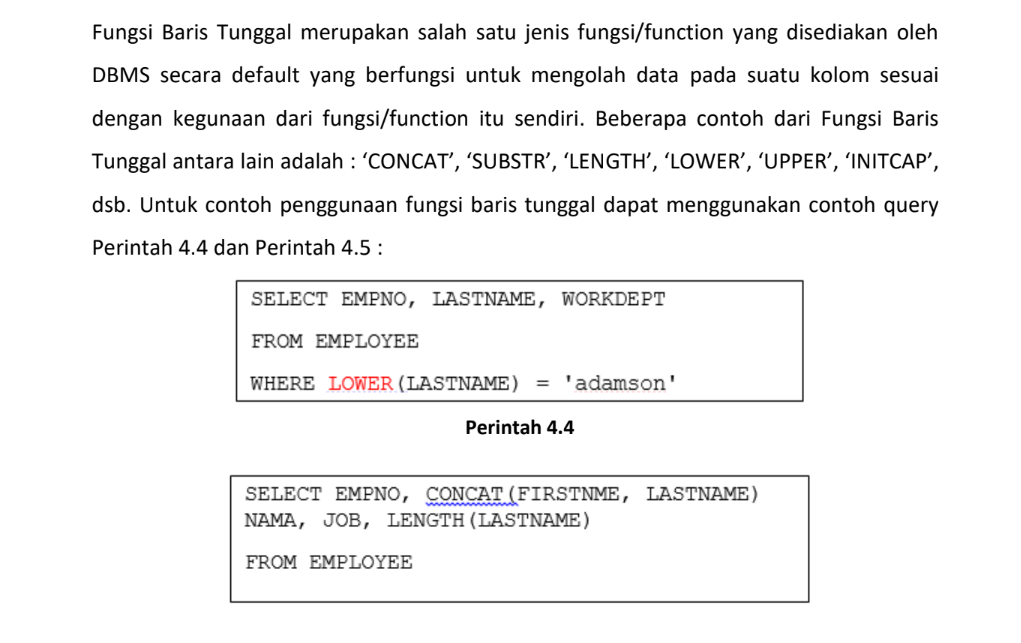 Fungsi Baris Tunggal merupakan salah satu jenis fungsi/function yang disediakan oleh
DBMS secara default yang berfungsi untuk mengolah data pada suatu kolom sesuai
dengan kegunaan dari fungsi/function itu sendiri. Beberapa contoh dari Fungsi Baris
Tunggal antara lain adalah : ‘CONCAT’, ‘SUBSTR’, ‘LENGTH’, ‘LOWER’, ‘UPPER’, ‘INITCAP’,
dsb. Untuk contoh penggunaan fungsi baris tunggal dapat menggunakan contoh query
Perintah 4.4 dan Perintah 4.5 :
SELECT EMPNO, LASTNAME, WORKDEPT
FROM EMPLOYEE
WHERE LOWER(LASTNAME) = 'adamson'
Perintah 4.4
SELECT EMPNO, CONCAT(FIRSTNME, LASTNAME)
NAMA, JOB, LENGTH(LASTNAME)
FROM EMPLOYEE